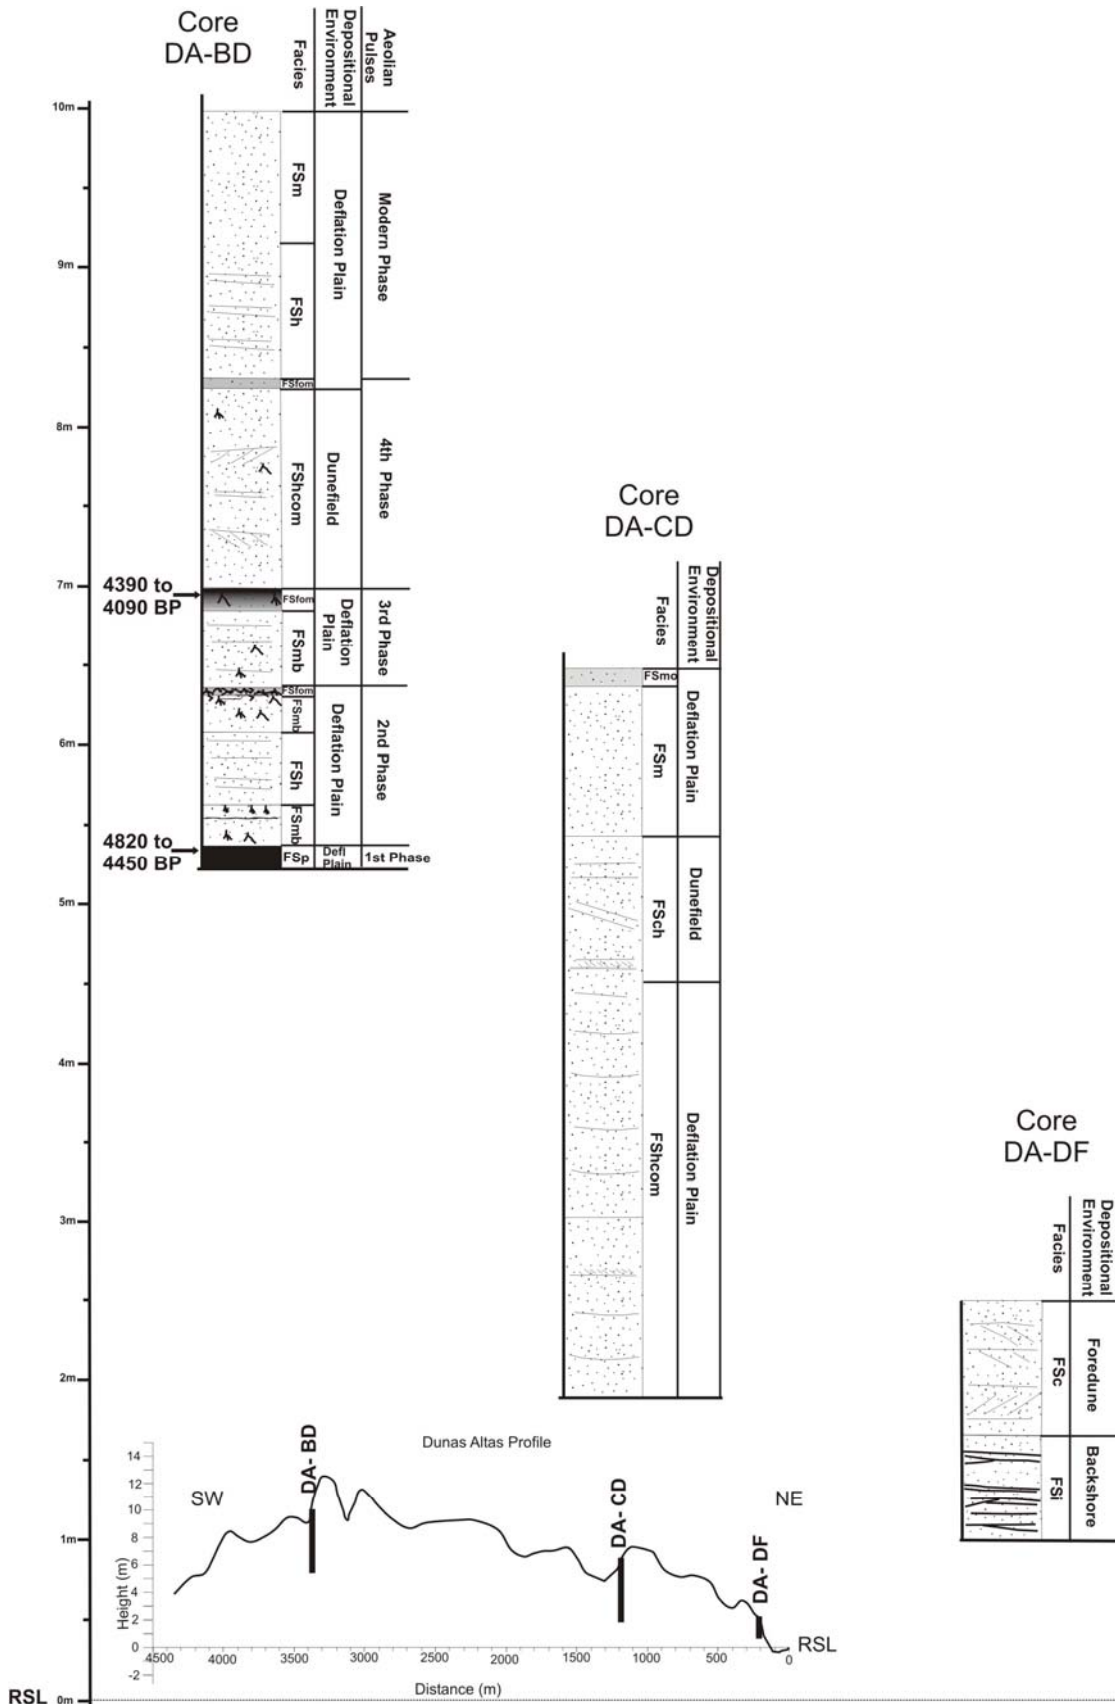 Core
DA-BD
Facies
Depositional
Environment
Aeolian
Pulses
10m
9m
8m
7m
6m
5m
4m
3m
2m
1m
RSL 0m
FSm
FSh
FSfom
FShcom
FSfom
FSmb
FSfom
FSmb
FSh
FSmb
FSp
Deflation Plain
Dunefield
Deflation
Plain
Deflation Plain
Defl
Plain
Modern Phase
4th Phase
3rd Phase
2nd Phase
1st Phase
4390 to
4090 BP
4820 to
4450 BP
Core
DA-CD
Facies
Depositional
Environment
FSmo
FSm
FSch
FShcom
Deflation Plain
Dunefield
Deflation Plain
Core
DA-DF
Facies
Depositional
Environment
FSc
FSi
Foredune
Backshore
Dunas Altas Profile
SW
NE
DA- BD
DA- CD
DA- DF
RSL
Height (m)
14
12
10
8
6
4
2
0
-2
4500
4000
3500
3000
2500
2000
1500
1000
500
0
Distance (m)